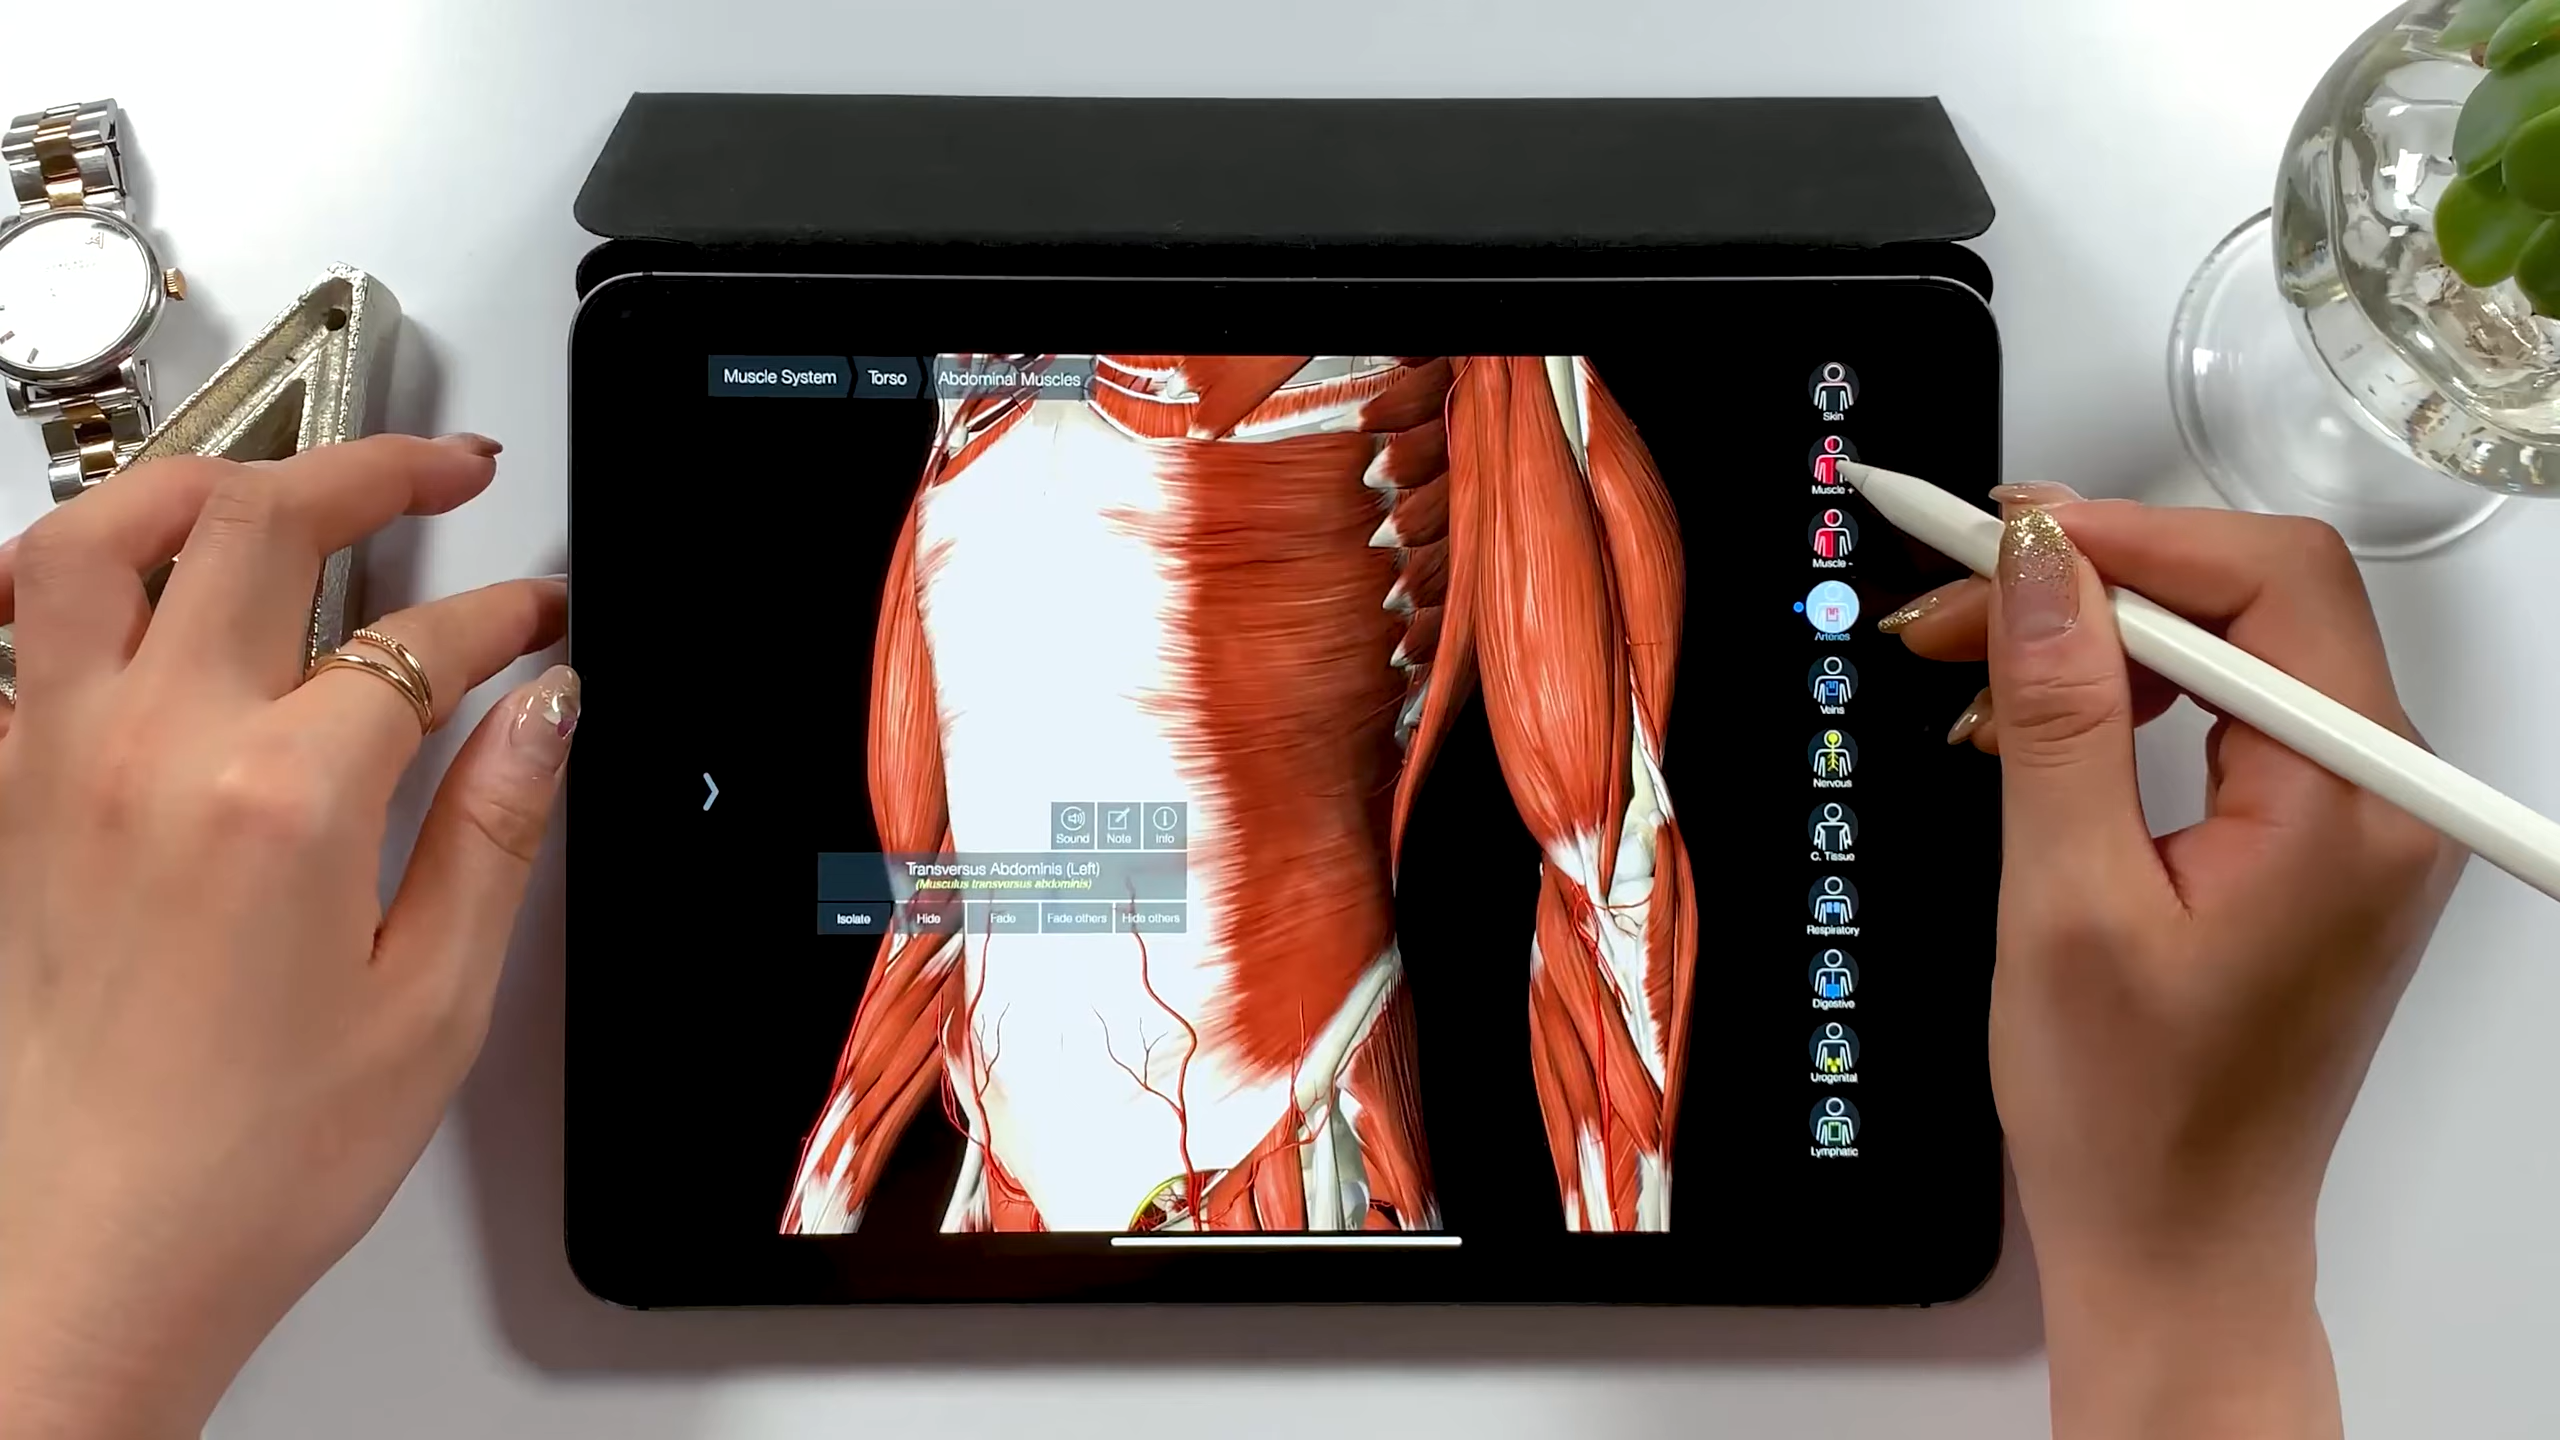 Muscle System
Torso
Abdominal Muscles
Skin
Muscle +
Muscle -
Arteries
Veins
Nervous
C. Tissue
Respiratory
Digestive
Urogenital
Lymphatic
Sound
Note
Info
Transversus Abdominis (Left)
(Musculus transversus abdominis)
Isolate
Hide
Fade
Fade others
Hide others